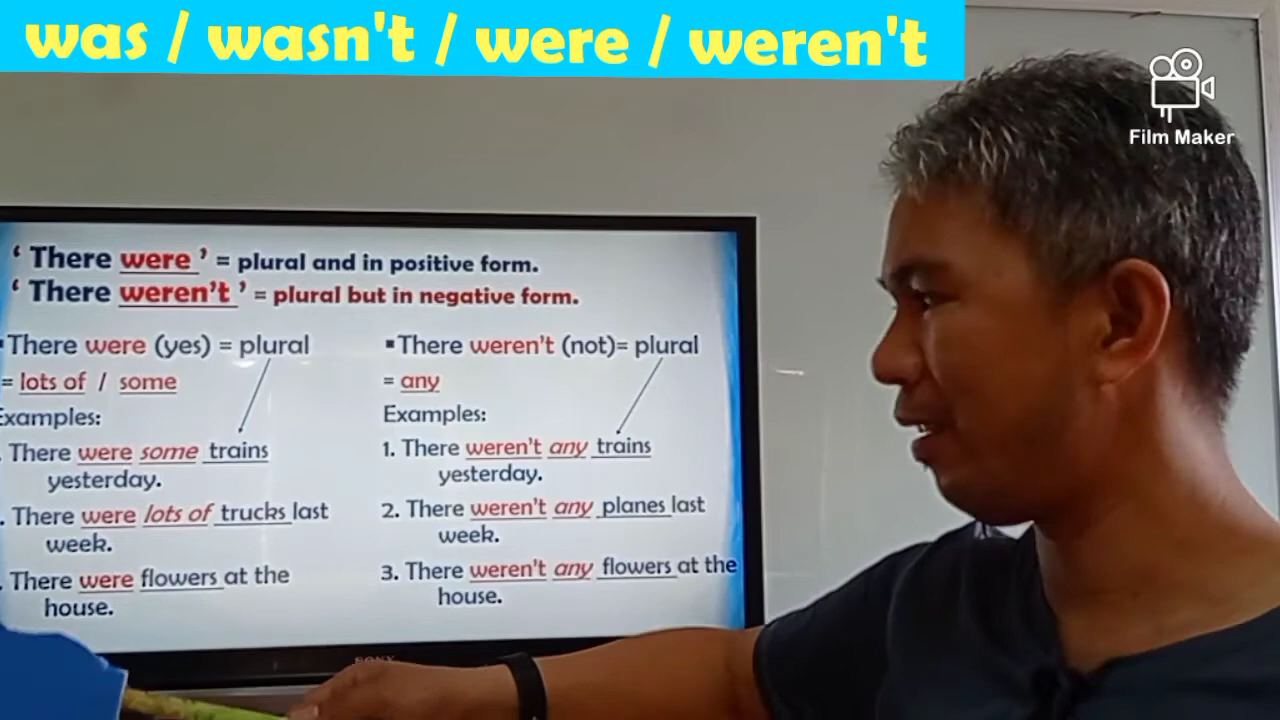 was / wasn't / were / weren't
Film Maker
‘ There were ’ = plural and in positive form.
‘ There weren’t ’ = plural but in negative form.
▪There were (yes) = plural
= lots of / some
Examples:
. There were some trains
yesterday.
. There were lots of trucks last
week.
. There were flowers at the
house.
▪There weren’t (not)= plural
= any
Examples:
1. There weren’t any trains
yesterday.
2. There weren’t any planes last
week.
3. There weren’t any flowers at the
house.
SONY